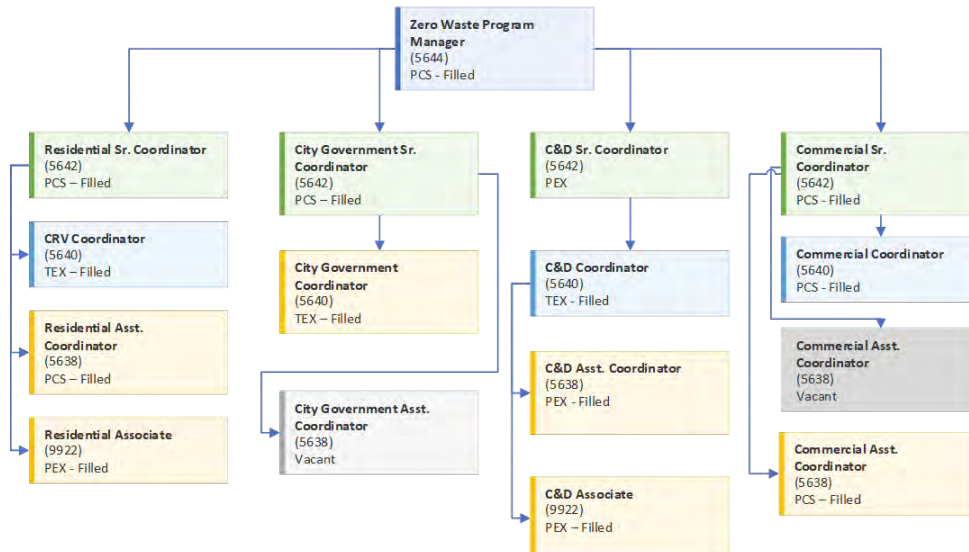 Zero Waste Program
Manager
(5644)
PCS - Filled
Residential Sr. Coordinator
(5642)
PCS – Filled
CRV Coordinator
(5640)
TEX – Filled
Residential Asst.
Coordinator
(5638)
PCS – Filled
Residential Associate
(9922)
PEX - Filled
City Government Sr.
Coordinator
(5642)
PCS – Filled
City Government
Coordinator
(5640)
TEX – Filled
City Government Asst.
Coordinator
(5638)
Vacant
C&D Sr. Coordinator
(5642)
PEX
C&D Coordinator
(5640)
TEX - Filled
C&D Asst. Coordinator
(5638)
PEX - Filled
C&D Associate
(9922)
PEX – Filled
Commercial Sr.
Coordinator
(5642)
PCS - Filled
Commercial Coordinator
(5640)
PCS - Filled
Commercial Asst.
Coordinator
(5638)
Vacant
Commercial Asst.
Coordinator
(5638)
PCS – Filled